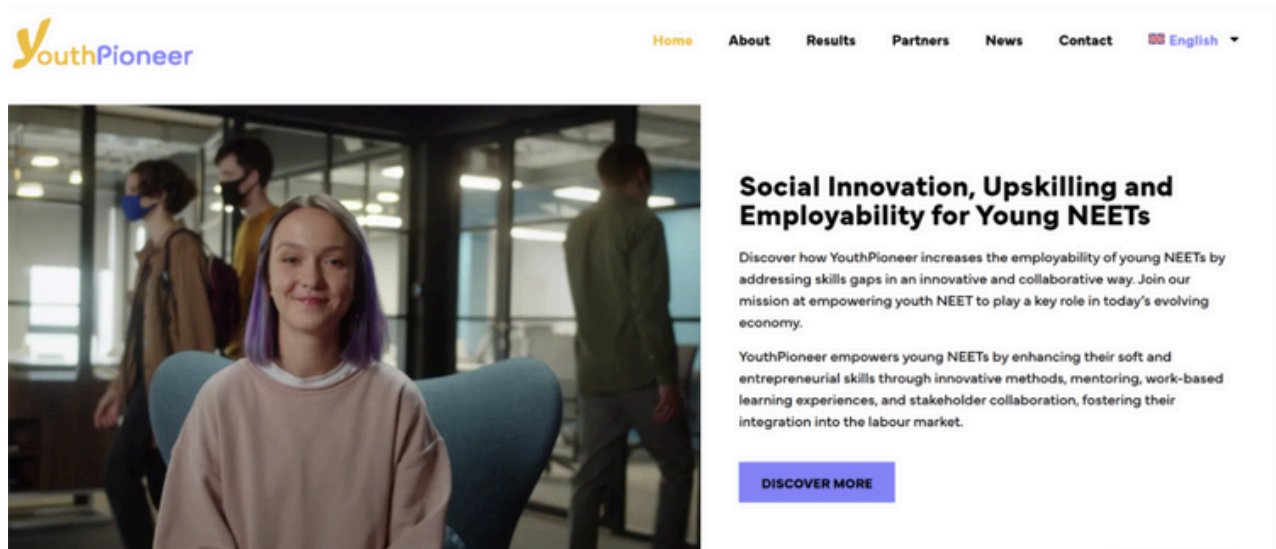 YouthPioneer
Home About Results Partners News Contact English
Social Innovation, Upskilling and
Employability for Young NEETs
Discover how YouthPioneer increases the employability of young NEETs by
addressing skills gaps in an innovative and collaborative way. Join our
mission at empowering youth NEET to play a key role in today's evolving
economy.
YouthPioneer empowers young NEETs by enhancing their soft and
entrepreneurial skills through innovative methods, mentoring, work-based
learning experiences, and stakeholder collaboration, fostering their
integration into the labour market.
DISCOVER MORE